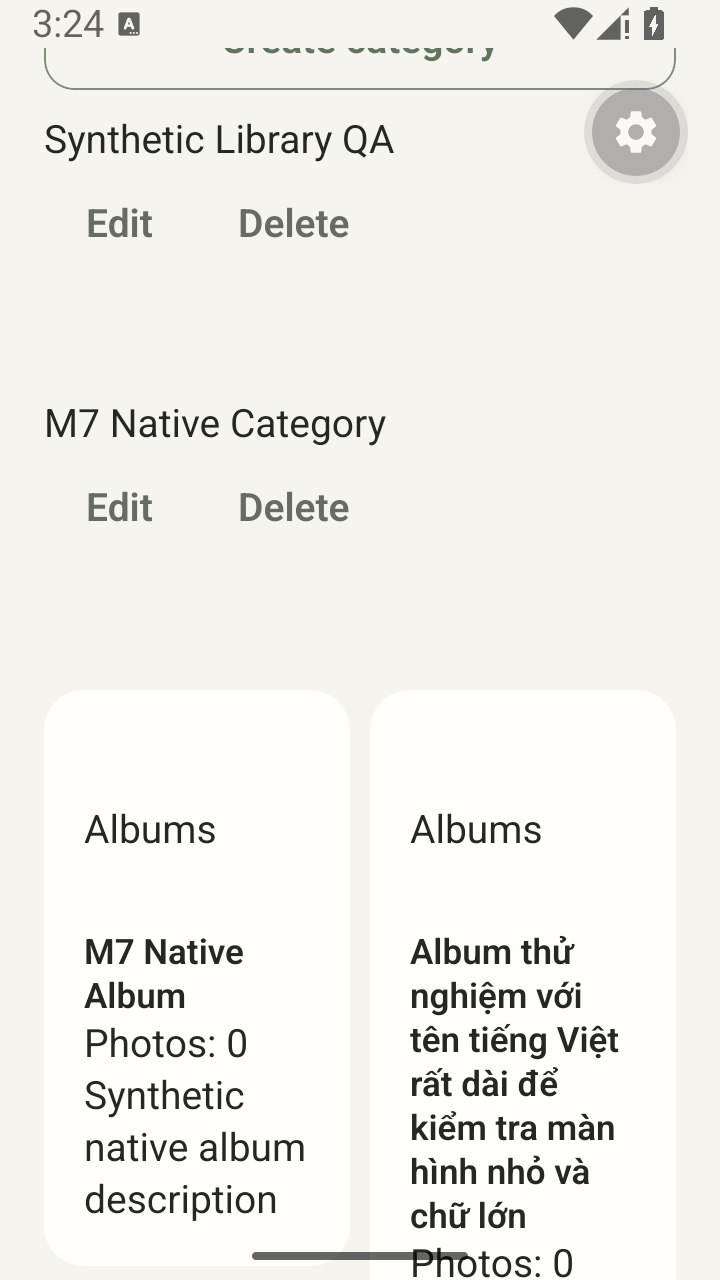 3:24
Create category
Synthetic Library QA
Edit Delete
M7 Native Category
Edit Delete
Albums
M7 Native
Album
Photos: 0
Synthetic
native album
description
Albums
Album thử
nghiệm với
tên tiếng Việt
rất dài để
kiểm tra màn
hình nhỏ và
chữ lớn
Photos: 0